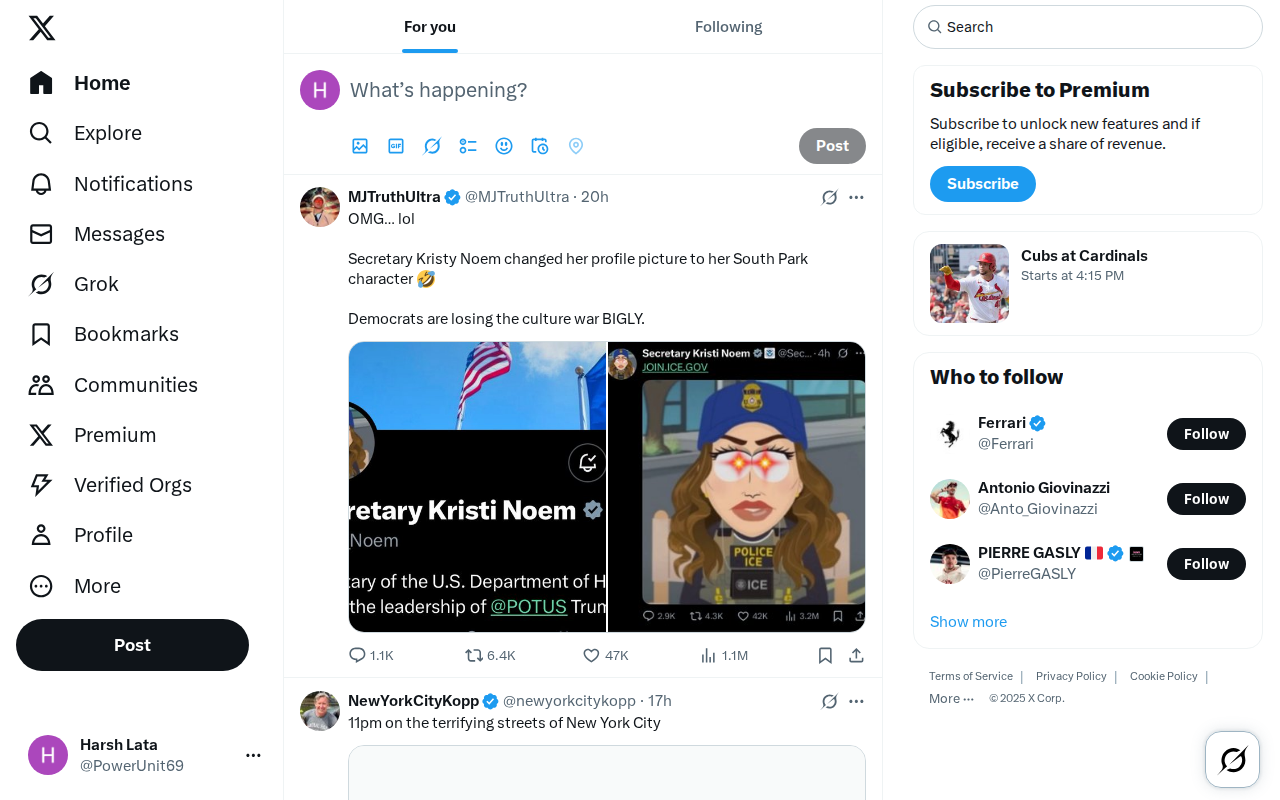 Home
Explore
Notifications
Messages
Grok
Bookmarks
Communities
Premium
Verified Orgs
Profile
More
Post
H
Harsh Lata
@PowerUnit69
For you
Following
H
What's happening?
GIF
Post
MJTruthUltra @MJTruthUltra · 20h
OMG... lol
Secretary Kristy Noem changed her profile picture to her South Park
character 🤣
Democrats are losing the culture war BIGLY.
retary Kristi Noem
Noem
tary of the U.S. Department of H
the leadership of @POTUS Trum
Secretary Kristi Noem @Sec... · 4h
JOIN.ICE.GOV
POLICE
ICE
ICE
2.9K 4.3K 42K 3.2M
1.1K 6.4K 47K 1.1M
NewYorkCityKopp @newyorkcitykopp · 17h
11pm on the terrifying streets of New York City
Search
Subscribe to Premium
Subscribe to unlock new features and if
eligible, receive a share of revenue.
Subscribe
Cubs at Cardinals
Starts at 4:15 PM
Who to follow
Ferrari
@Ferrari
Follow
Antonio Giovinazzi
@Anto_Giovinazzi
Follow
PIERRE GASLY 🇫🇷
@PierreGASLY
Follow
Show more
Terms of Service | Privacy Policy | Cookie Policy |
More ··· © 2025 X Corp.